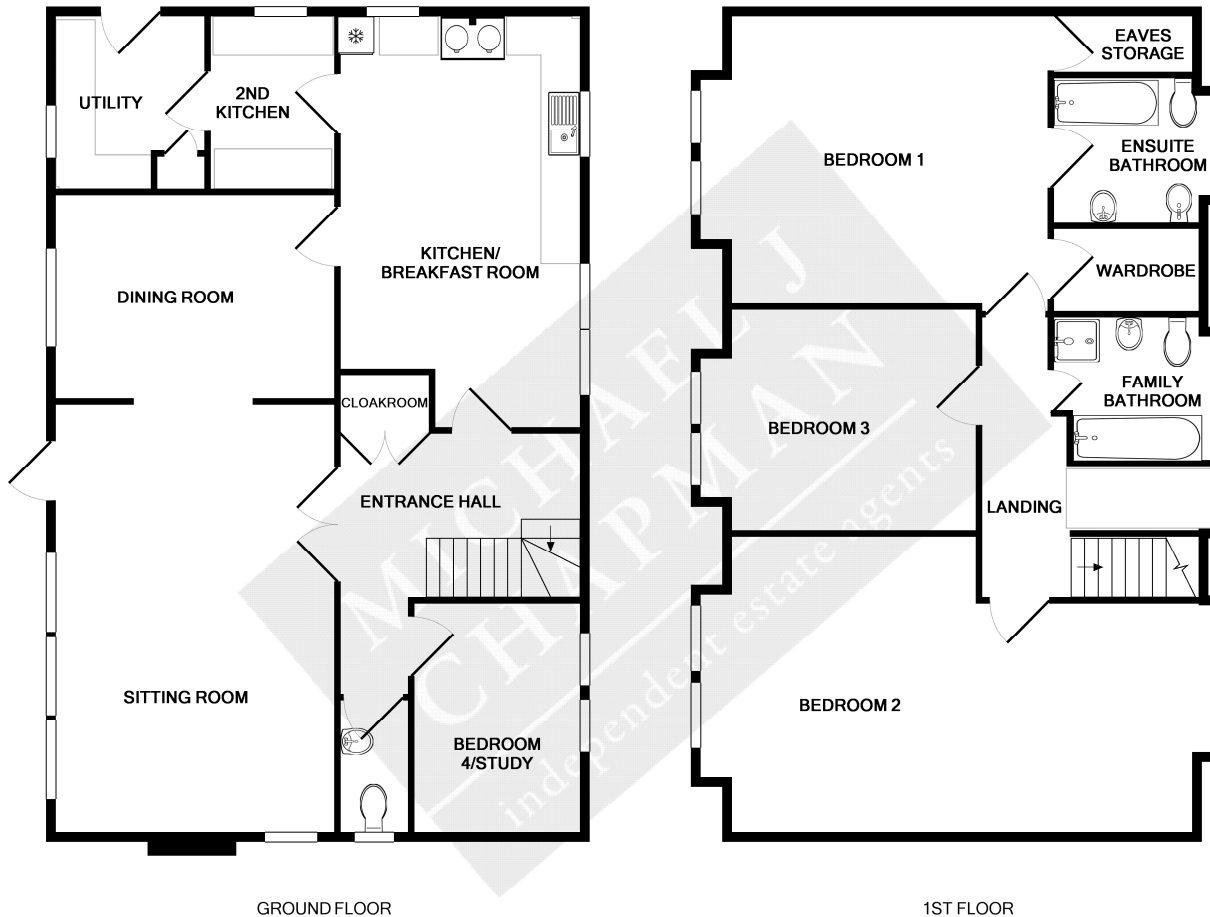 UTILITY
2ND
KITCHEN
DINING ROOM
KITCHEN/
BREAKFAST ROOM
CLOAKROOM
ENTRANCE HALL
SITTING ROOM
BEDROOM
4/STUDY
GROUND FLOOR
EAVES
STORAGE
BEDROOM 1
ENSUITE
BATHROOM
WARDROBE
FAMILY
BATHROOM
BEDROOM 3
LANDING
BEDROOM 2
1ST FLOOR
MICHAEL J
CHAPMAN
independent estate agents